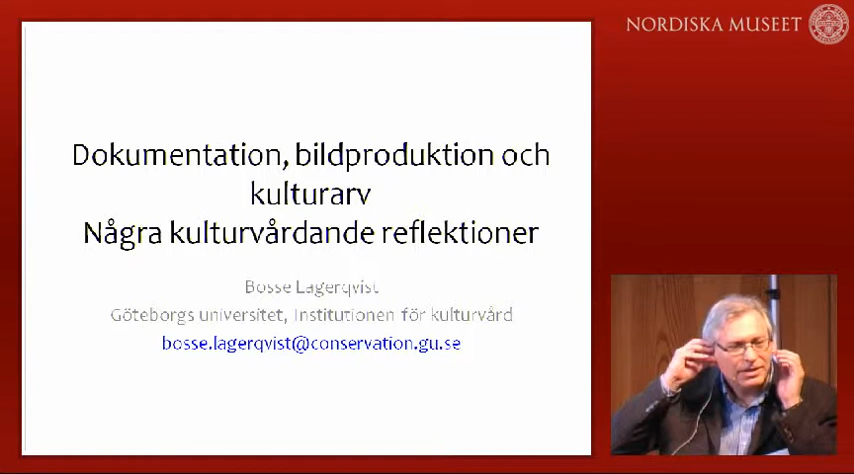 NORDISKA MUSEET
Dokumentation, bildproduktion och
kulturarv
Några kulturvårdande reflektioner
Bosse Lagerqvist
Göteborgs universitet, Institutionen för kulturvård
bosse.lagerqvist@conservation.gu.se